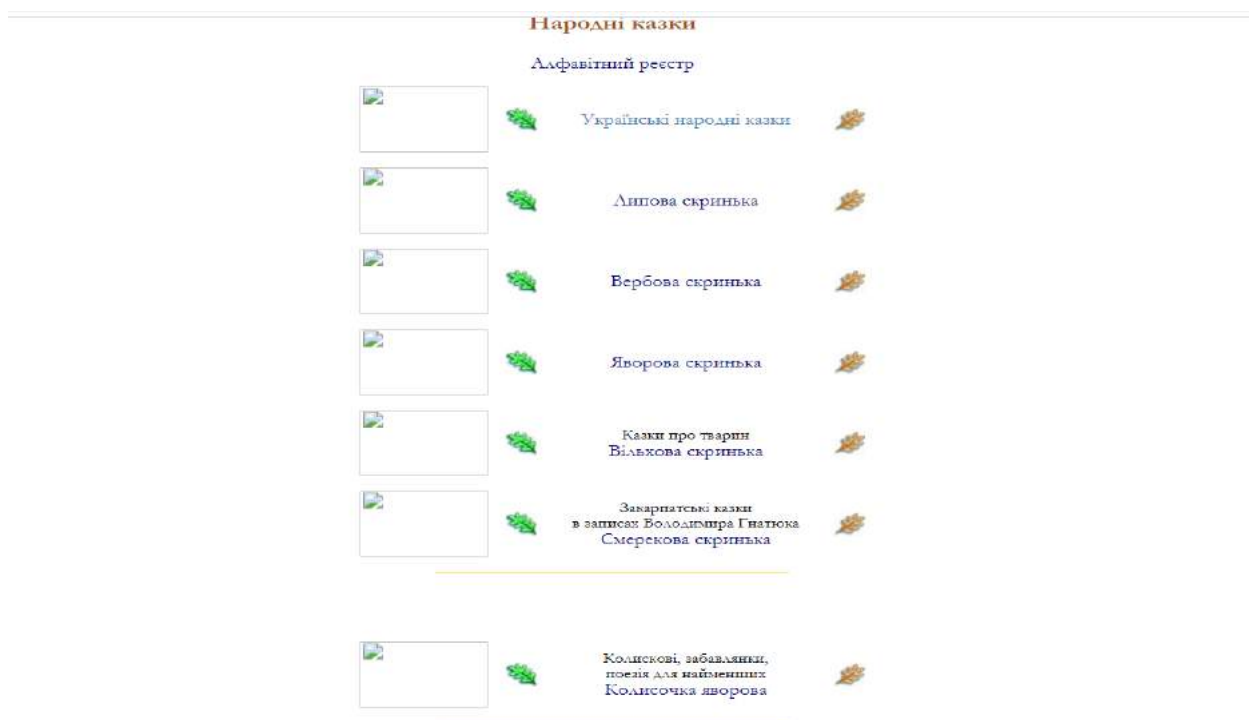 Народні казки
Алфавітний реєстр
Українські народні казки
Липова скринька
Вербова скринька
Яворова скринька
Казки про тварин
Вільхова скринька
Закарпатські казки
в записах Володимира Гнатюка
Смерекова скринька
Колискові, забавлянки,
поезія для найменших
Колисочка яворова